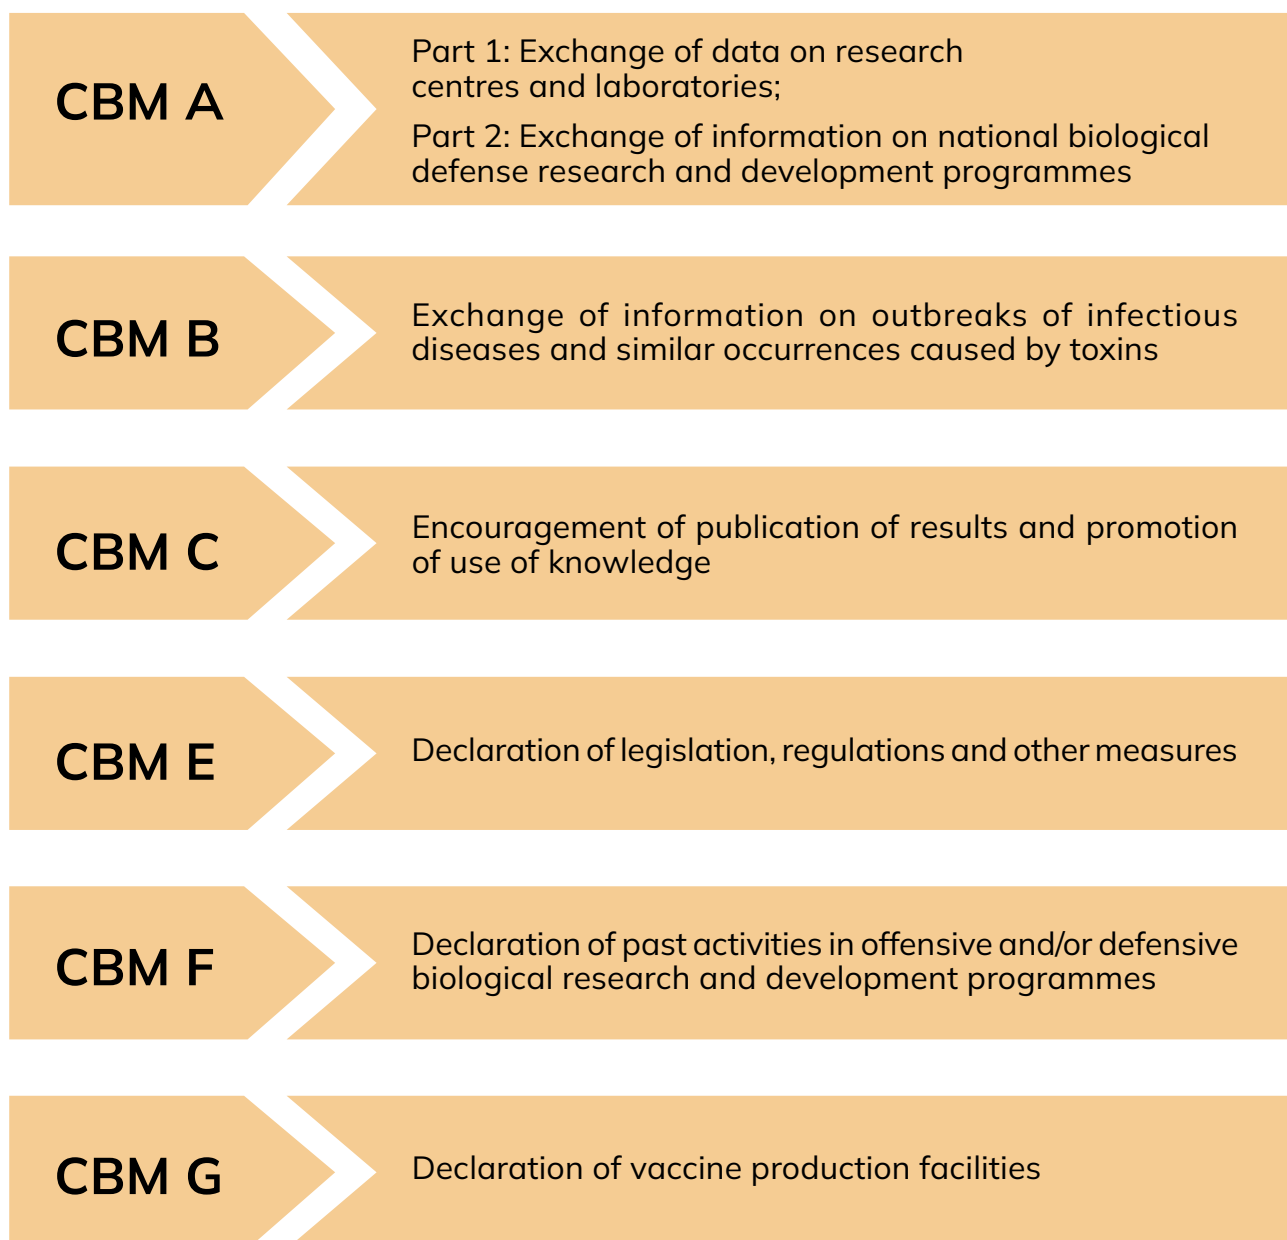 CBM A
Part 1: Exchange of data on research
centres and laboratories;
Part 2: Exchange of information on national biological
defense research and development programmes
CBM B
Exchange of information on outbreaks of infectious
diseases and similar occurrences caused by toxins
CBM C
Encouragement of publication of results and promotion
of use of knowledge
CBM E
Declaration of legislation, regulations and other measures
CBM F
Declaration of past activities in offensive and/or defensive
biological research and development programmes
CBM G
Declaration of vaccine production facilities